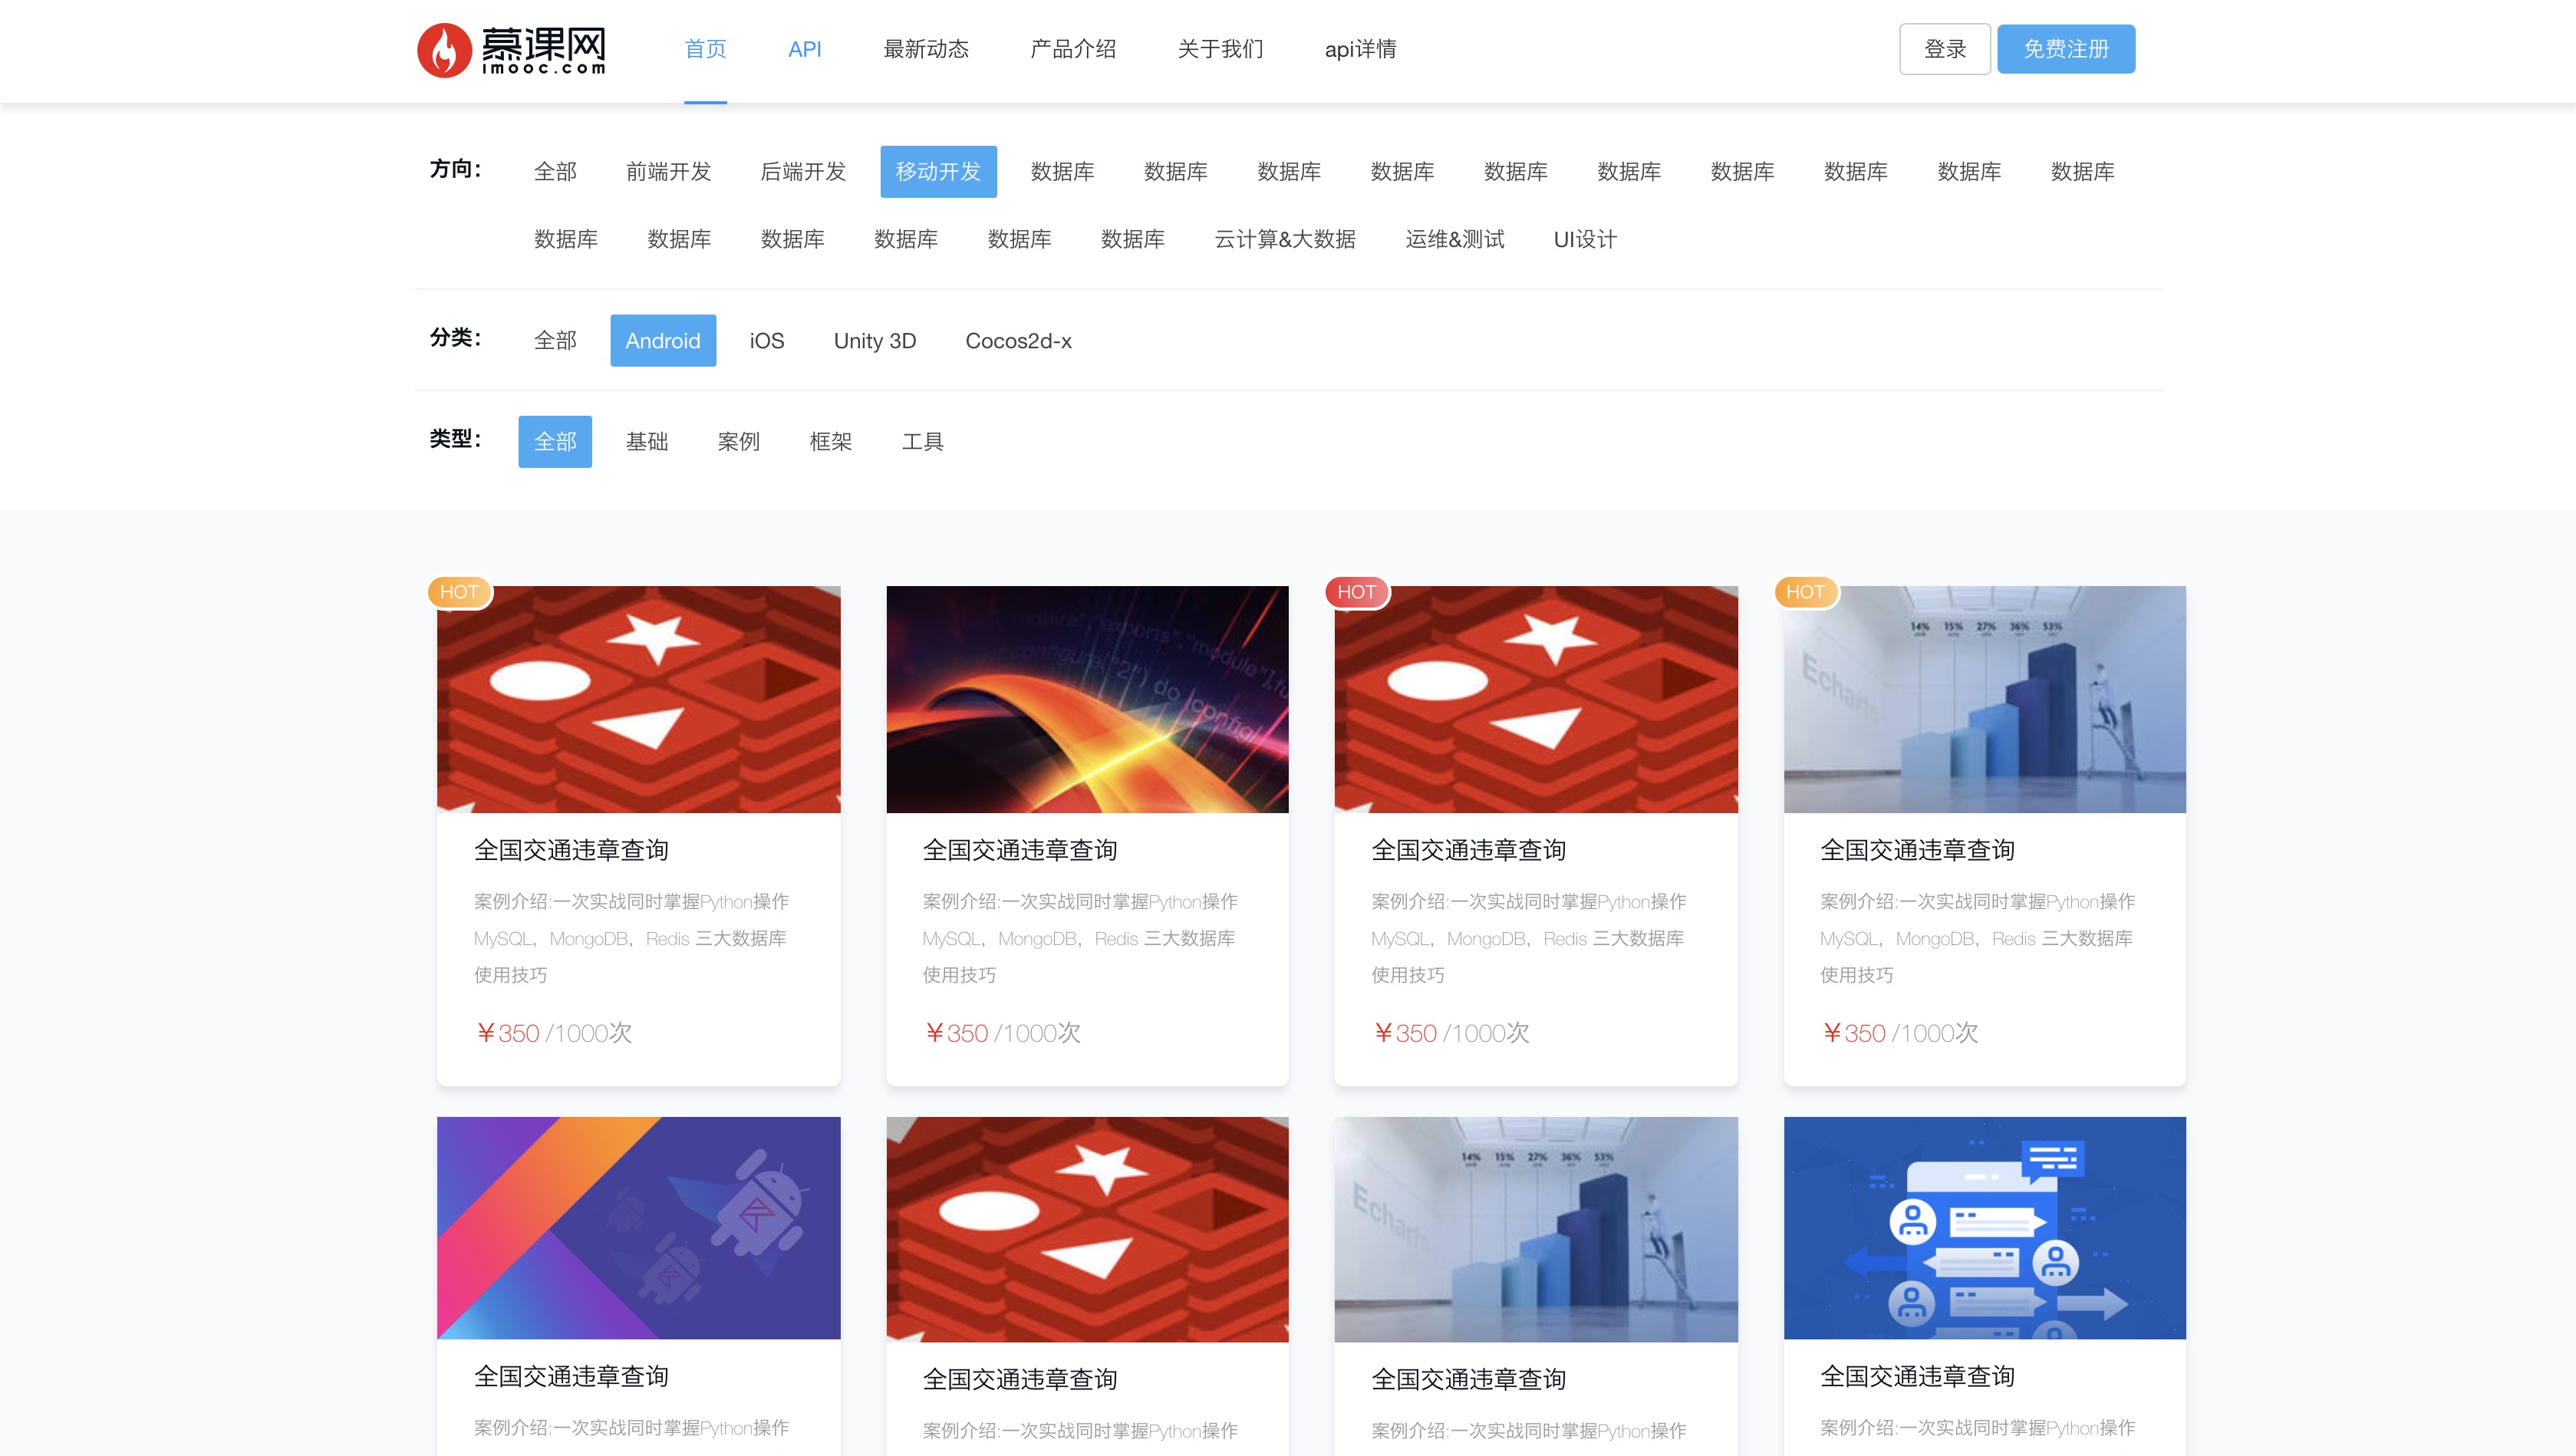 慕课网
imooc.com
首页 API 最新动态 产品介绍 关于我们 api详情
登录 免费注册
方向： 全部 前端开发 后端开发 移动开发 数据库 数据库 数据库 数据库 数据库 数据库 数据库 数据库 数据库 数据库
数据库 数据库 数据库 数据库 数据库 数据库 云计算&大数据 运维&测试 UI设计
分类： 全部 Android iOS Unity 3D Cocos2d-x
类型： 全部 基础 案例 框架 工具
HOT
全国交通违章查询
案例介绍:一次实战同时掌握Python操作
MySQL，MongoDB，Redis 三大数据库
使用技巧
￥350 /1000次
全国交通违章查询
案例介绍:一次实战同时掌握Python操作
MySQL，MongoDB，Redis 三大数据库
使用技巧
￥350 /1000次
HOT
全国交通违章查询
案例介绍:一次实战同时掌握Python操作
MySQL，MongoDB，Redis 三大数据库
使用技巧
￥350 /1000次
HOT
14% 15% 27% 36% 53%
Echarts
全国交通违章查询
案例介绍:一次实战同时掌握Python操作
MySQL，MongoDB，Redis 三大数据库
使用技巧
￥350 /1000次
全国交通违章查询
案例介绍:一次实战同时掌握Python操作
全国交通违章查询
案例介绍:一次实战同时掌握Python操作
14% 15% 27% 36% 53%
Echarts
全国交通违章查询
案例介绍:一次实战同时掌握Python操作
全国交通违章查询
案例介绍:一次实战同时掌握Python操作